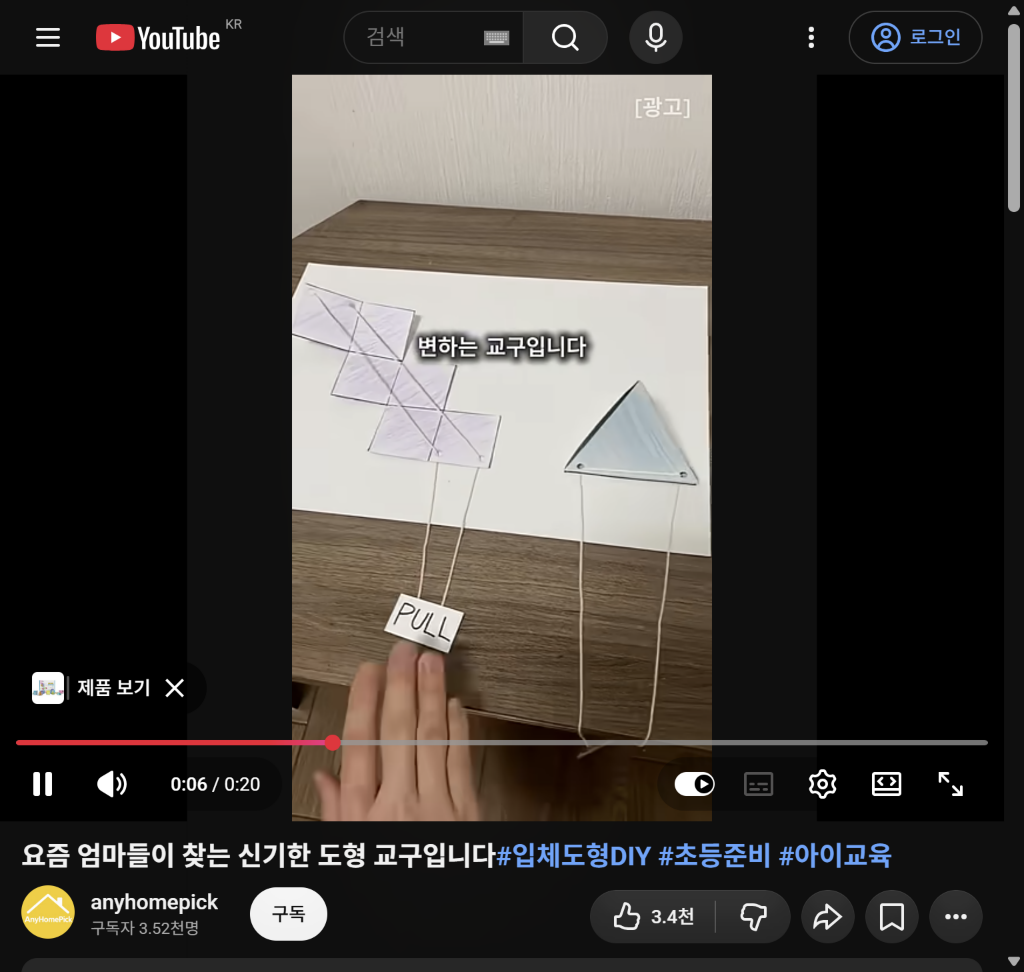 YouTube KR
검색
로그인
[광고]
변하는 교구입니다
PULL
제품 보기
0:06 / 0:20
요즘 엄마들이 찾는 신기한 도형 교구입니다#입체도형DIY #초등준비 #아이교육
AnyHomePick
anyhomepick
구독자 3.52천명
구독
3.4천